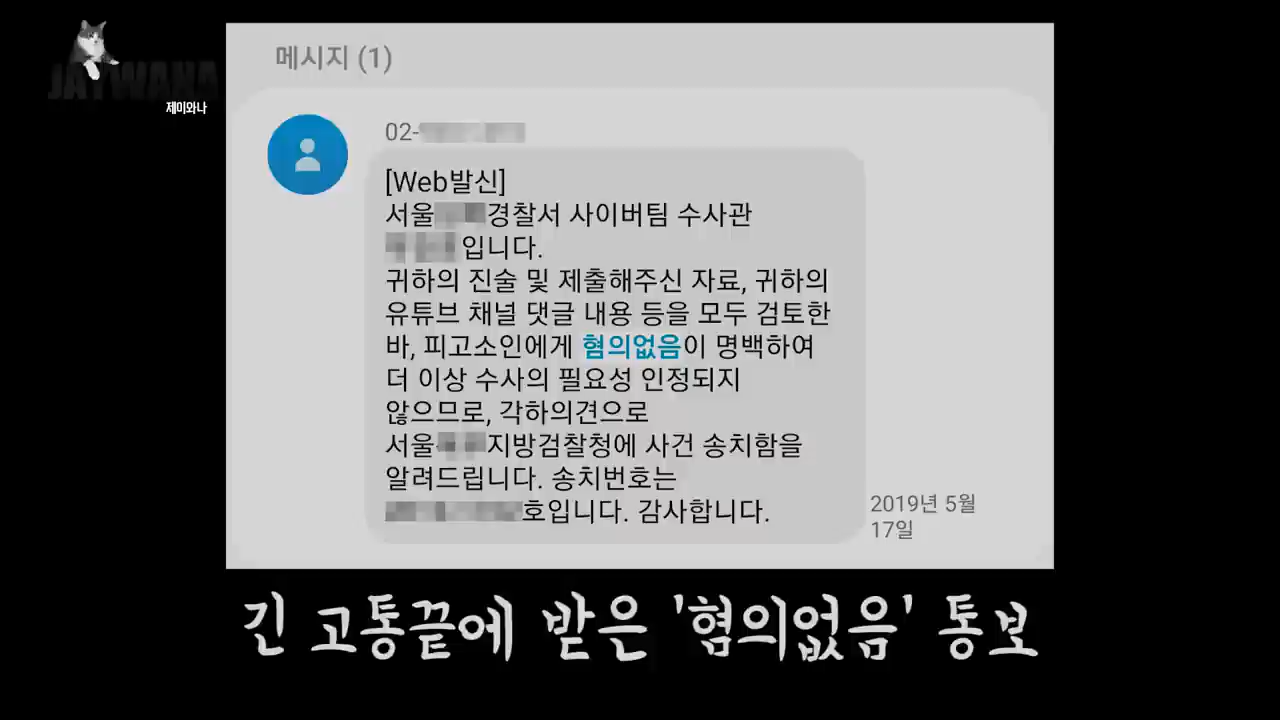 JAYWANA
제이와나
메시지 (1)
02-
[Web발신]
서울 경찰서 사이버팀 수사관
입니다.
귀하의 진술 및 제출해주신 자료, 귀하의
유튜브 채널 댓글 내용 등을 모두 검토한
바, 피고소인에게 혐의없음이 명백하여
더 이상 수사의 필요성 인정되지
않으므로, 각하의견으로
서울 지방검찰청에 사건 송치함을
알려드립니다. 송치번호는
호입니다. 감사합니다.
2019년 5월
17일
긴 고통끝에 받은 '혐의없음' 통보